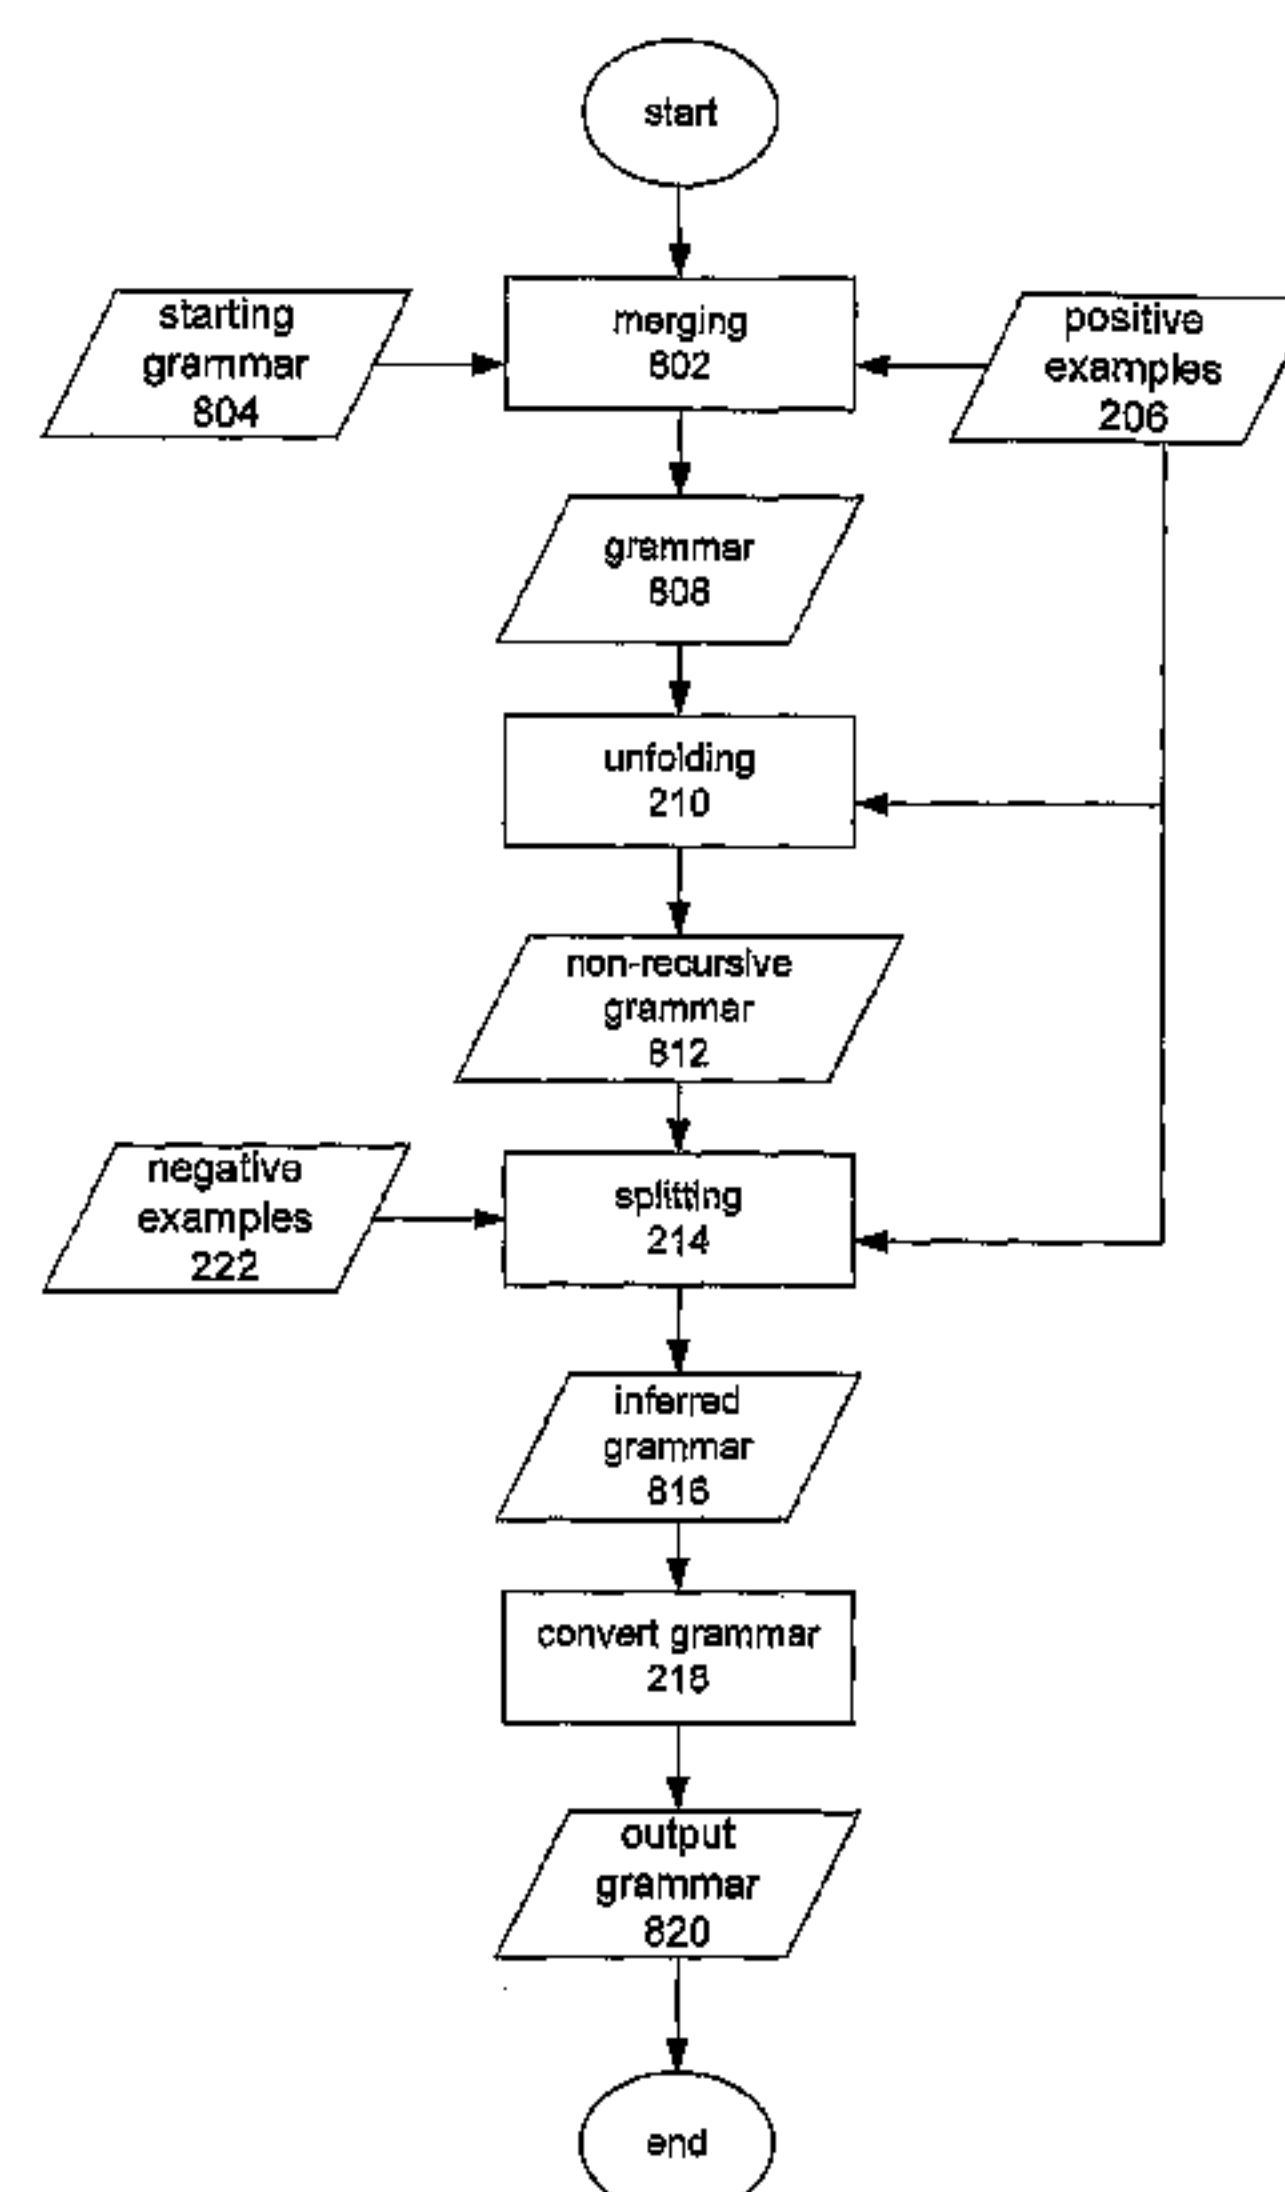 start
starting
grammar
804
merging
802
positive
examples
206
grammar
808
unfolding
210
non-recursive
grammar
812
negative
examples
222
splitting
214
inferred
grammar
816
convert grammar
218
output
grammar
820
end